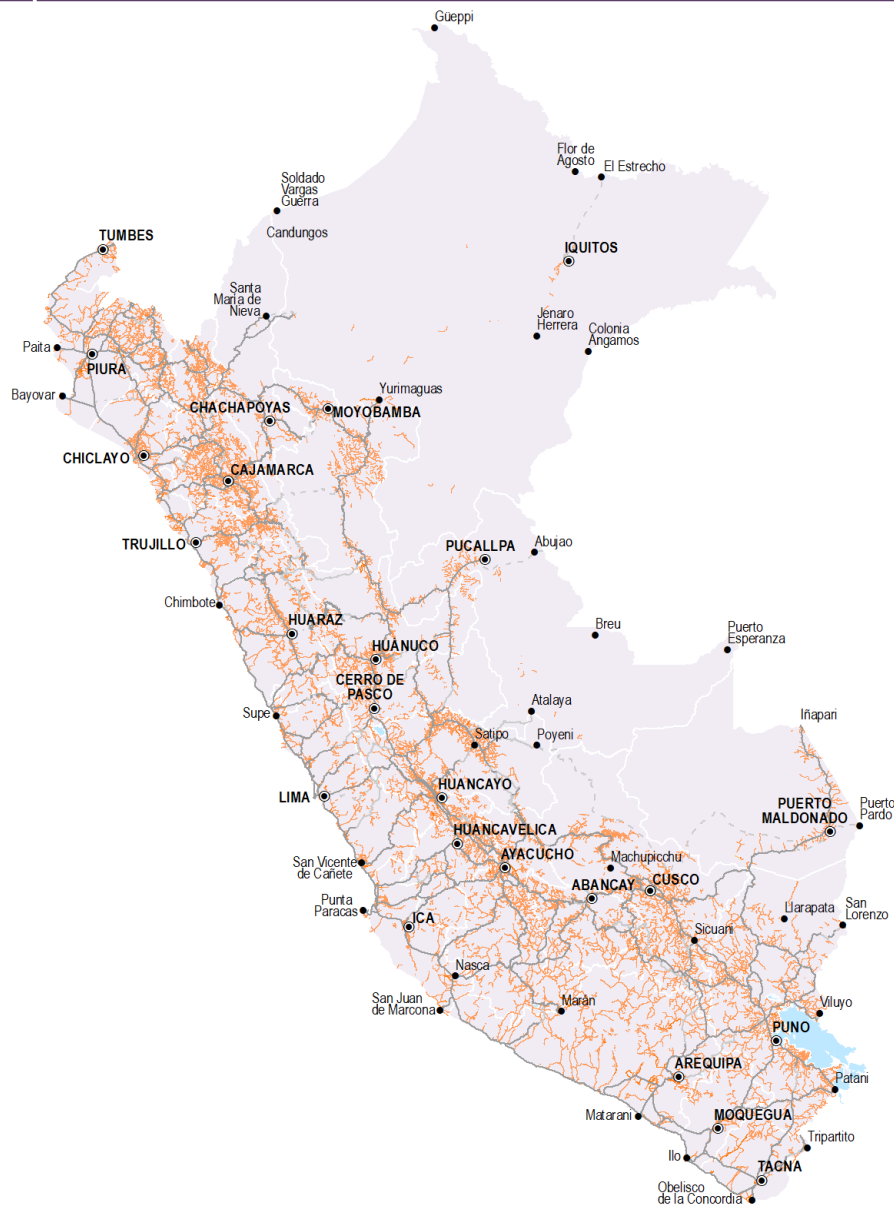 Güeppi
Flor de
Agosto
El Estrecho
Soldado
Vargas
Guerra
Candungos
TUMBES
IQUITOS
Santa
María de
Nieva
Jenaro
Herrera
Colonia
Angamos
Paita
PIURA
Bayovar
Yurimaguas
CHACHAPOYAS
MOYOBAMBA
CHICLAYO
CAJAMARCA
TRUJILLO
PUCALLPA
Abujao
Chimbote
HUARAZ
Breu
Puerto
Esperanza
HUÁNUCO
CERRO DE
PASCO
Supe
Atalaya
Satipo
Poyeni
Iñapari
LIMA
HUANCAYO
PUERTO
MALDONADO
Puerto
Pardo
HUANCAVELICA
AYACUCHO
San Vicente
de Cañete
Machupicchu
ABANCAY
CUSCO
Punta
Paracas
ICA
Llarapata
San
Lorenzo
Sicuani
Nasca
San Juan
de Marcona
Marán
Viluyo
PUNO
AREQUIPA
Patani
Matarani
MOQUEGUA
Tripartito
Ilo
TACNA
Obelisco
de la Concordia